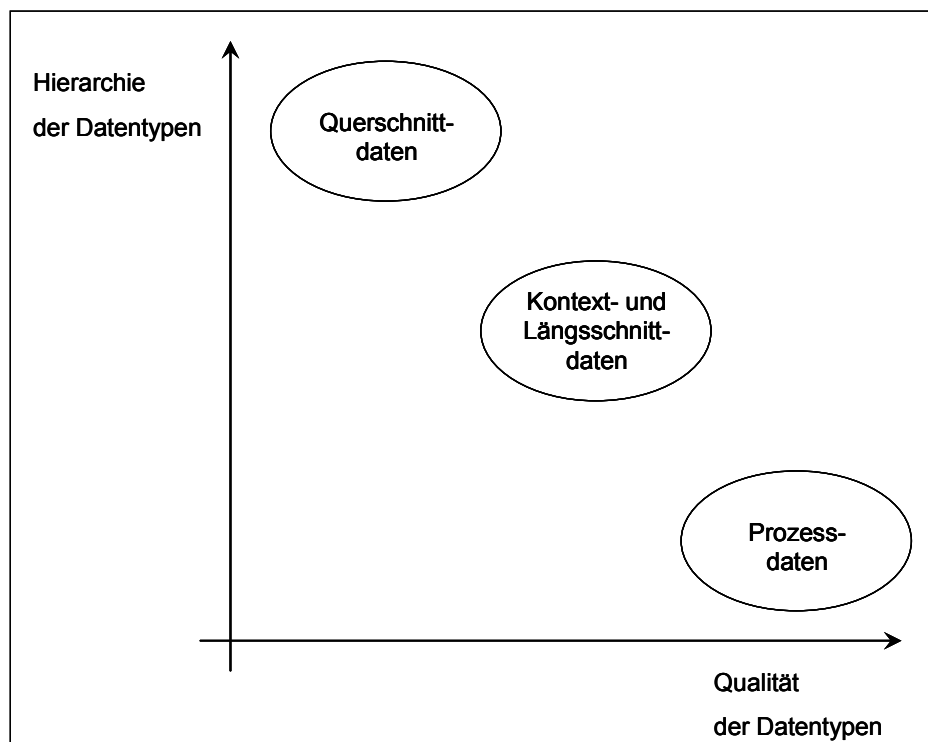 Hierarchie
der Datentypen
Querschnitt-
daten
Kontext- und
Längsschnitt-
daten
Prozess-
daten
Qualität
der Datentypen